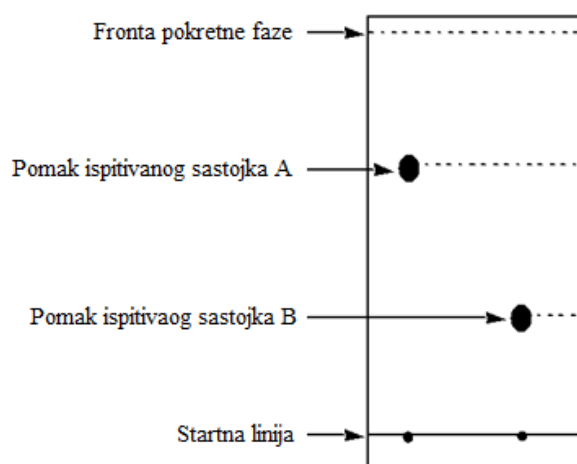 Fronta pokretne faze
Pomak ispitivanog sastojka A
Pomak ispitivaog sastojka B
Startna linija